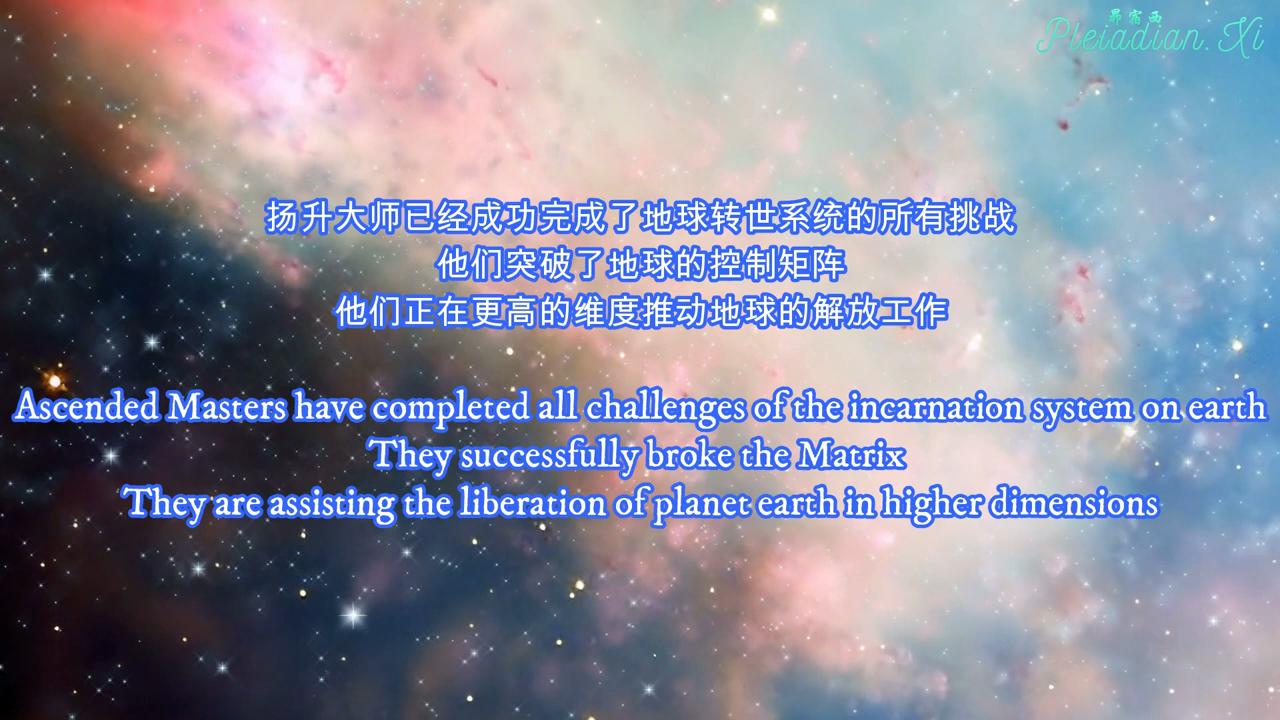 昴宿西
Pleiadian.Xi
扬升大师已经成功完成了地球转世系统的所有挑战
他们突破了地球的控制矩阵
他们正在更高的维度推动地球的解放工作
Ascended Masters have completed all challenges of the incarnation system on earth
They successfully broke the Matrix
They are assisting the liberation of planet earth in higher dimensions